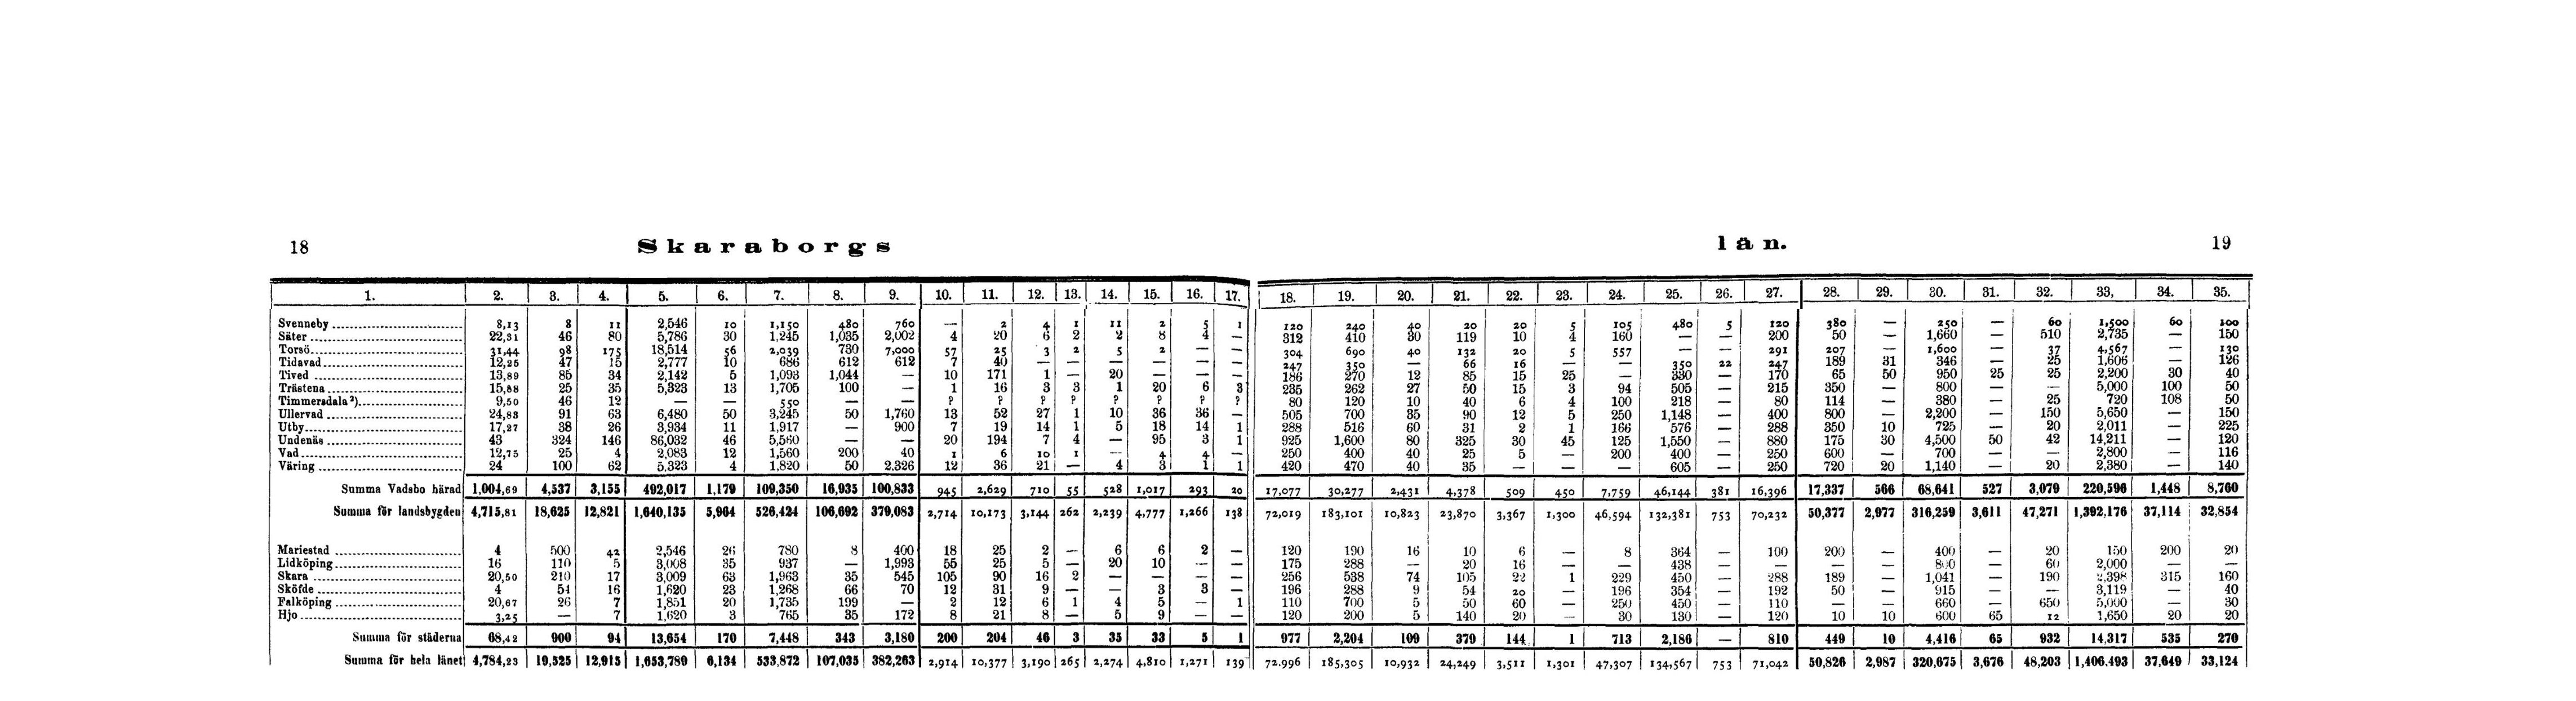 18 Skaraborgs län. 19
1. 2. 3. 4. 5. 6. 7. 8. 9. 10. 11. 12. 13. 14. 15. 16. 17. 18. 19. 20. 21. 22. 23. 24. 25. 26. 27. 28. 29. 30. 31. 32. 33, 34. 35.
Svenneby 8,13 8 11 2,546 10 1,150 480 760 — 2 4 1 11 2 5 1 120 240 40 20 20 5 105 480 5 120 380 — 250 — 60 1,500 60 100
Säter 22,31 46 80 5,786 30 1,245 1,035 2,002 4 20 6 2 2 8 4 — 312 410 30 119 10 4 160 — — 200 50 — 1,660 — 510 2,735 — 150
Torsö 31,44 98 175 18,514 56 2,039 730 7,000 57 25 3 2 5 2 — — 304 690 40 132 20 5 557 — — 291 207 — 1,600 — 37 4,567 — 130
Tidavad 12,25 47 15 2,777 10 686 612 612 7 40 — — — — — — 247 350 — 66 16 — — 350 22 247 189 31 346 — 25 1,606 — 126
Tived 13,89 85 34 2,142 5 1,093 1,044 — 10 171 1 — 20 — — — 186 270 12 85 15 25 — 330 — 170 65 50 950 25 25 2,200 30 40
Trästena 15,88 25 35 5,323 13 1,705 100 — 1 16 3 3 1 20 6 3 235 262 27 50 15 3 94 505 — 215 350 — 800 — — 5,000 100 50
Timmersdala ²) 9,50 46 12 — — 550 — — ? ? ? ? ? ? ? ? 80 120 10 40 6 4 100 218 — 80 114 — 380 — 25 720 108 50
Ullervad 24,83 91 63 6,480 50 3,245 50 1,760 13 52 27 1 10 36 36 — 505 700 35 90 12 5 250 1,148 — 400 800 — 2,200 — 150 5,650 — 150
Utby 17,27 38 26 3,934 11 1,917 — 900 7 19 14 1 5 18 14 1 288 516 60 31 2 1 166 576 — 288 350 10 725 — 20 2,011 — 225
Undenäs 43 324 146 86,032 46 5,560 — — 20 194 7 4 — 95 3 1 925 1,600 80 325 30 45 125 1,550 — 880 175 30 4,500 50 42 14,211 — 120
Vad 12,75 25 4 2,083 12 1,560 200 40 1 6 10 1 — 4 4 — 250 400 40 25 5 — 200 400 — 250 600 — 700 — — 2,800 — 116
Väring 24 100 62 5,323 4 1,820 50 2,326 12 36 21 — 4 3 1 1 420 470 40 35 — — — 605 — 250 720 20 1,140 — 20 2,380 — 140
Summa Vadsbo härad 1,004,69 4,537 3,155 492,017 1,179 109,350 16,935 100,833 945 2,629 710 55 528 1,017 293 20 17,077 30,277 2,431 4,378 509 450 7,759 46,144 381 16,396 17,337 566 68,641 527 3,079 220,596 1,448 8,760
Summa för landsbygden 4,715,81 18,625 12,821 1,640,135 5,964 526,424 106,692 379,083 2,714 10,173 3,144 262 2,239 4,777 1,266 138 72,019 183,101 10,823 23,870 3,367 1,300 46,594 132,381 753 70,232 50,377 2,977 316,259 3,611 47,271 1,392,176 37,114 32,854
Mariestad 4 500 42 2,546 26 780 8 400 18 25 2 — 6 6 2 — 120 190 16 10 6 — 8 364 — 100 200 — 400 — 20 150 200 20
Lidköping 16 110 5 3,008 35 937 — 1,993 55 25 5 — 20 10 — — 175 288 — 20 16 — — 438 — — — — 800 — 60 2,000 — —
Skara 20,50 210 17 3,009 63 1,963 35 545 105 90 16 2 — — — — 256 538 74 105 22 1 229 450 — 288 189 — 1,041 — 190 2,398 315 160
Sköfde 4 54 16 1,620 23 1,268 66 70 12 31 9 — — 3 3 — 196 288 9 54 20 — 196 354 — 192 50 — 915 — — 3,119 — 40
Falköping 20,67 26 7 1,851 20 1,735 199 — 2 12 6 1 4 5 — 1 110 700 5 50 60 — 250 450 — 110 — — 660 — 650 5,000 — 30
Hjo 3,25 — 7 1,620 3 765 35 172 8 21 8 — 5 9 — — 120 200 5 140 20 — 30 130 — 120 10 10 600 65 12 1,650 20 20
Summa för städerna 68,42 900 94 13,654 170 7,448 343 3,180 200 204 46 3 35 33 5 1 977 2,204 109 379 144 1 713 2,186 — 810 449 10 4,416 65 932 14,317 535 270
Summa för hela länet 4,784,23 19,525 12,915 1,653,789 6,134 533,872 107,035 382,263 2,914 10,377 3,190 265 2,274 4,810 1,271 139 72.996 185,305 10,932 24,249 3,511 1,301 47,307 134,567 753 71,042 50,826 2,987 320,675 3,676 48,203 1,406.493 37,649 33,124